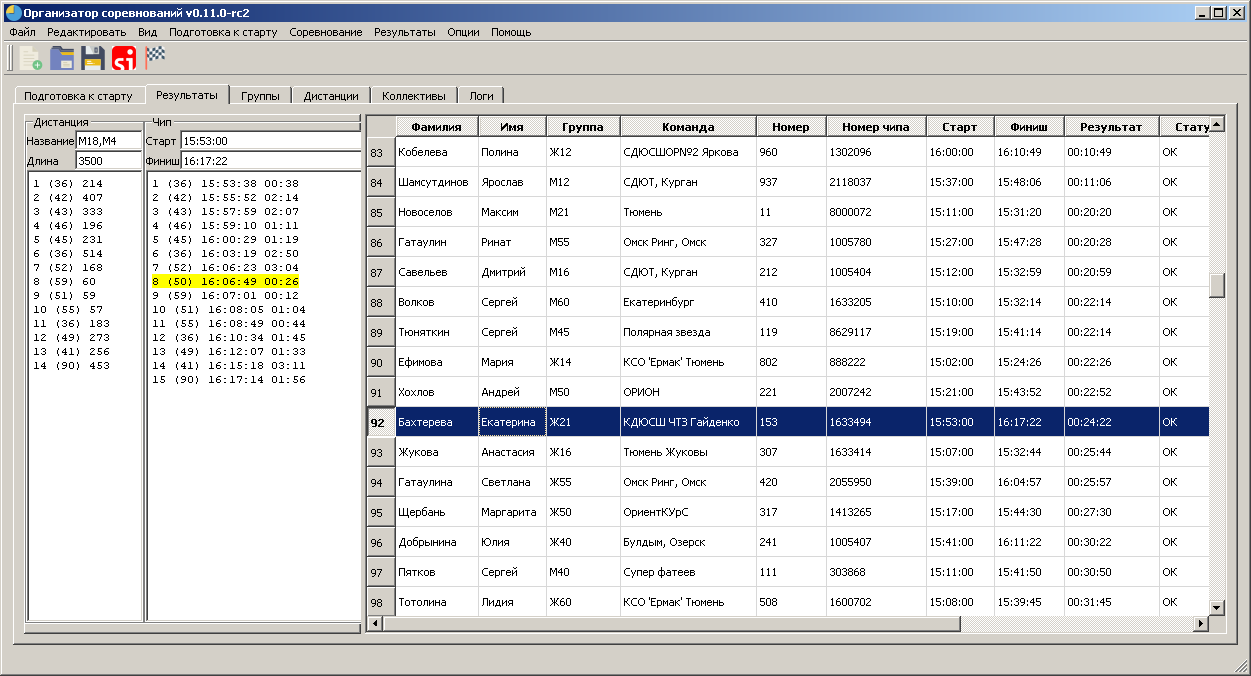 Организатор соревнований v0.11.0-rc2
Файл Редактировать Вид Подготовка к старту Соревнование Результаты Опции Помощь
si
Подготовка к старту Результаты Группы Дистанции Коллективы Логи
Дистанция
Название М18,М4
Длина 3500
1 (36) 214
2 (42) 407
3 (43) 333
4 (46) 196
5 (45) 231
6 (36) 514
7 (52) 168
8 (59) 60
9 (51) 59
10 (55) 57
11 (36) 183
12 (49) 273
13 (41) 256
14 (90) 453
Чип
Старт 15:53:00
Финиш 16:17:22
1 (36) 15:53:38 00:38
2 (42) 15:55:52 02:14
3 (43) 15:57:59 02:07
4 (46) 15:59:10 01:11
5 (45) 16:00:29 01:19
6 (36) 16:03:19 02:50
7 (52) 16:06:23 03:04
8 (50) 16:06:49 00:26
9 (59) 16:07:01 00:12
10 (51) 16:08:05 01:04
11 (55) 16:08:49 00:44
12 (36) 16:10:34 01:45
13 (49) 16:12:07 01:33
14 (41) 16:15:18 03:11
15 (90) 16:17:14 01:56
Фамилия Имя Группа Команда Номер Номер чипа Старт Финиш Результат Стату
83 Кобелева Полина Ж12 СДЮСШОР№2 Яркова 960 1302096 16:00:00 16:10:49 00:10:49 ОК
84 Шамсутдинов Ярослав М12 СДЮТ, Курган 937 2118037 15:37:00 15:48:06 00:11:06 ОК
85 Новоселов Максим М21 Тюмень 11 8000072 15:11:00 15:31:20 00:20:20 ОК
86 Гатаулин Ринат М55 Омск Ринг, Омск 327 1005780 15:27:00 15:47:28 00:20:28 ОК
87 Савельев Дмитрий М16 СДЮТ, Курган 212 1005404 15:12:00 15:32:59 00:20:59 ОК
88 Волков Сергей М60 Екатеринбург 410 1633205 15:10:00 15:32:14 00:22:14 ОК
89 Тюняткин Сергей М45 Полярная звезда 119 8629117 15:19:00 15:41:14 00:22:14 ОК
90 Ефимова Мария Ж14 КСО 'Ермак' Тюмень 802 888222 15:02:00 15:24:26 00:22:26 ОК
91 Хохлов Андрей М50 ОРИОН 221 2007242 15:21:00 15:43:52 00:22:52 ОК
92 Бахтерева Екатерина Ж21 КДЮСШ ЧТЗ Гайденко 153 1633494 15:53:00 16:17:22 00:24:22 ОК
93 Жукова Анастасия Ж16 Тюмень Жуковы 307 1633414 15:07:00 15:32:44 00:25:44 ОК
94 Гатаулина Светлана Ж55 Омск Ринг, Омск 420 2055950 15:39:00 16:04:57 00:25:57 ОК
95 Щербань Маргарита Ж50 ОриентКУрС 317 1413265 15:17:00 15:44:30 00:27:30 ОК
96 Добрынина Юлия Ж40 Булдым, Озерск 241 1005407 15:41:00 16:11:22 00:30:22 ОК
97 Пятков Сергей М40 Супер фатеев 111 303868 15:11:00 15:41:50 00:30:50 ОК
98 Тотолина Лидия Ж60 КСО 'Ермак' Тюмень 508 1600702 15:08:00 15:39:45 00:31:45 ОК